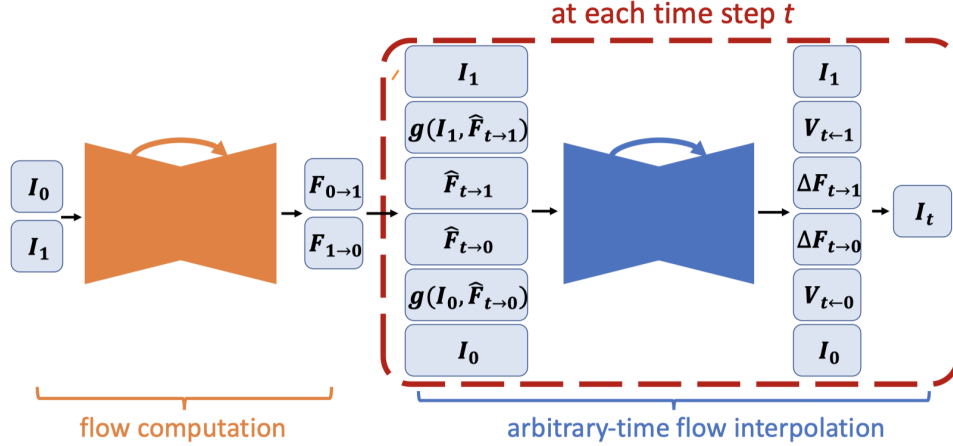 at each time step t
I₀
I₁
F₀→₁
F₁→₀
I₁
g(I₁, F̂ₜ→₁)
F̂ₜ→₁
F̂ₜ→₀
g(I₀, F̂ₜ→₀)
I₀
I₁
Vₜ←₁
ΔFₜ→₁
ΔFₜ→₀
Vₜ←₀
I₀
Iₜ
flow computation
arbitrary-time flow interpolation